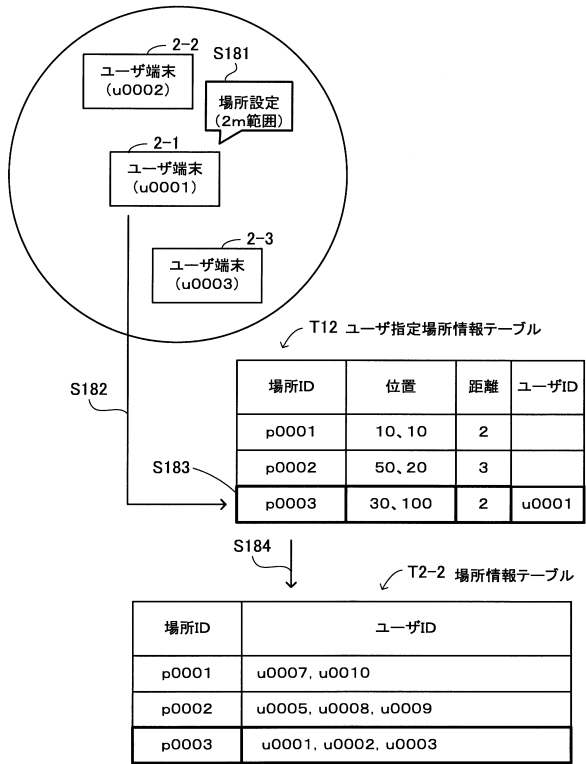 2-2
ユーザ端末
(u0002)
S181
場所設定
(2m範囲)
2-1
ユーザ端末
(u0001)
2-3
ユーザ端末
(u0003)
T12 ユーザ指定場所情報テーブル
場所ID 位置 距離 ユーザID
p0001 10、10 2
p0002 50、20 3
p0003 30、100 2 u0001
S182
S183
S184
T2-2 場所情報テーブル
場所ID ユーザID
p0001 u0007, u0010
p0002 u0005, u0008, u0009
p0003 u0001, u0002, u0003